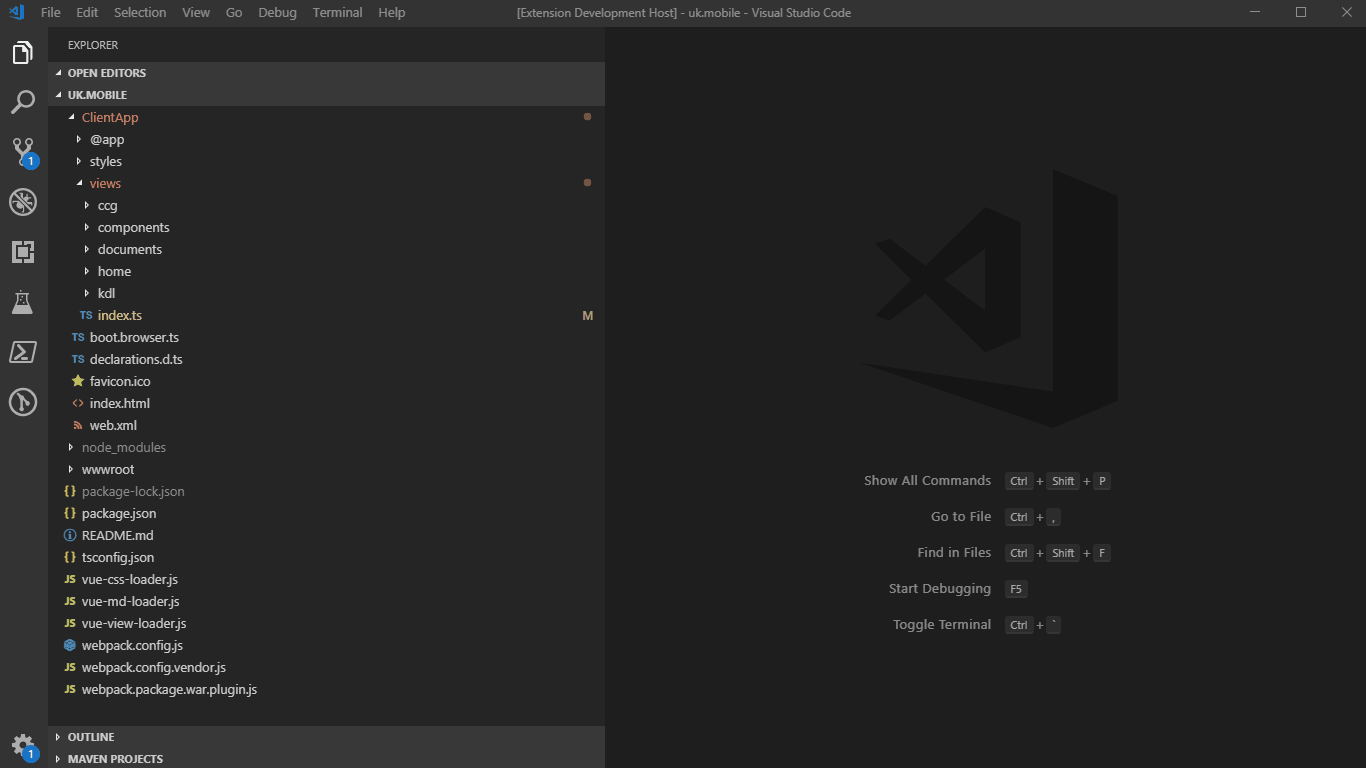 File Edit Selection View Go Debug Terminal Help [Extension Development Host] - uk.mobile - Visual Studio Code
EXPLORER
OPEN EDITORS
UK.MOBILE
ClientApp
@app
styles
views
ccg
components
documents
home
kdl
TS index.ts M
TS boot.browser.ts
TS declarations.d.ts
favicon.ico
<> index.html
web.xml
node_modules
wwwroot
{} package-lock.json
{} package.json
README.md
{} tsconfig.json
JS vue-css-loader.js
JS vue-md-loader.js
JS vue-view-loader.js
webpack.config.js
JS webpack.config.vendor.js
JS webpack.package.war.plugin.js
OUTLINE
MAVEN PROJECTS
1
1
Show All Commands Ctrl + Shift + P
Go to File Ctrl + ,
Find in Files Ctrl + Shift + F
Start Debugging F5
Toggle Terminal Ctrl + `